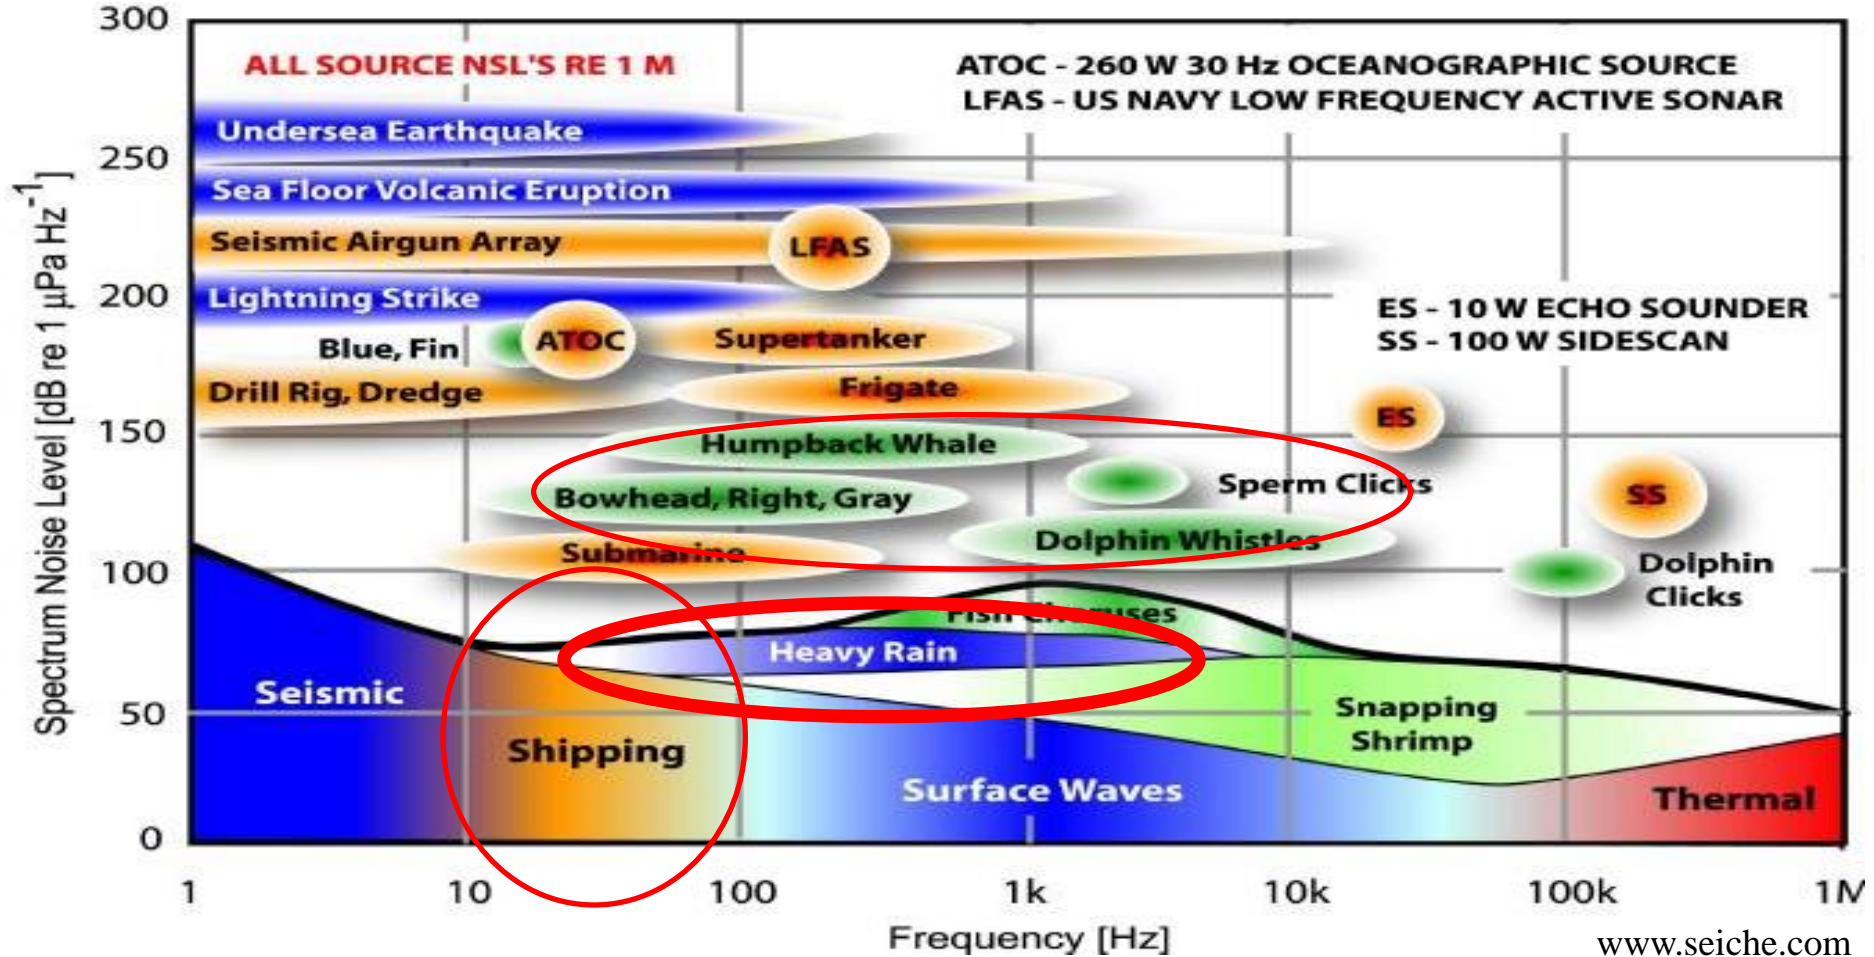 300
250
200
150
100
50
0
Spectrum Noise Level [dB re 1 µPa Hz⁻¹]
ALL SOURCE NSL'S RE 1 M
ATOC - 260 W 30 Hz OCEANOGRAPHIC SOURCE
LFAS - US NAVY LOW FREQUENCY ACTIVE SONAR
Undersea Earthquake
Sea Floor Volcanic Eruption
Seismic Airgun Array
LFAS
Lightning Strike
ES - 10 W ECHO SOUNDER
SS - 100 W SIDESCAN
Blue, Fin
ATOC
Supertanker
Drill Rig, Dredge
Frigate
ES
Humpback Whale
Bowhead, Right, Gray
Sperm Clicks
SS
Submarine
Dolphin Whistles
Dolphin
Clicks
Fish Choruses
Heavy Rain
Seismic
Shipping
Snapping
Shrimp
Surface Waves
Thermal
1 10 100 1k 10k 100k 1M
Frequency [Hz]
www.seiche.com